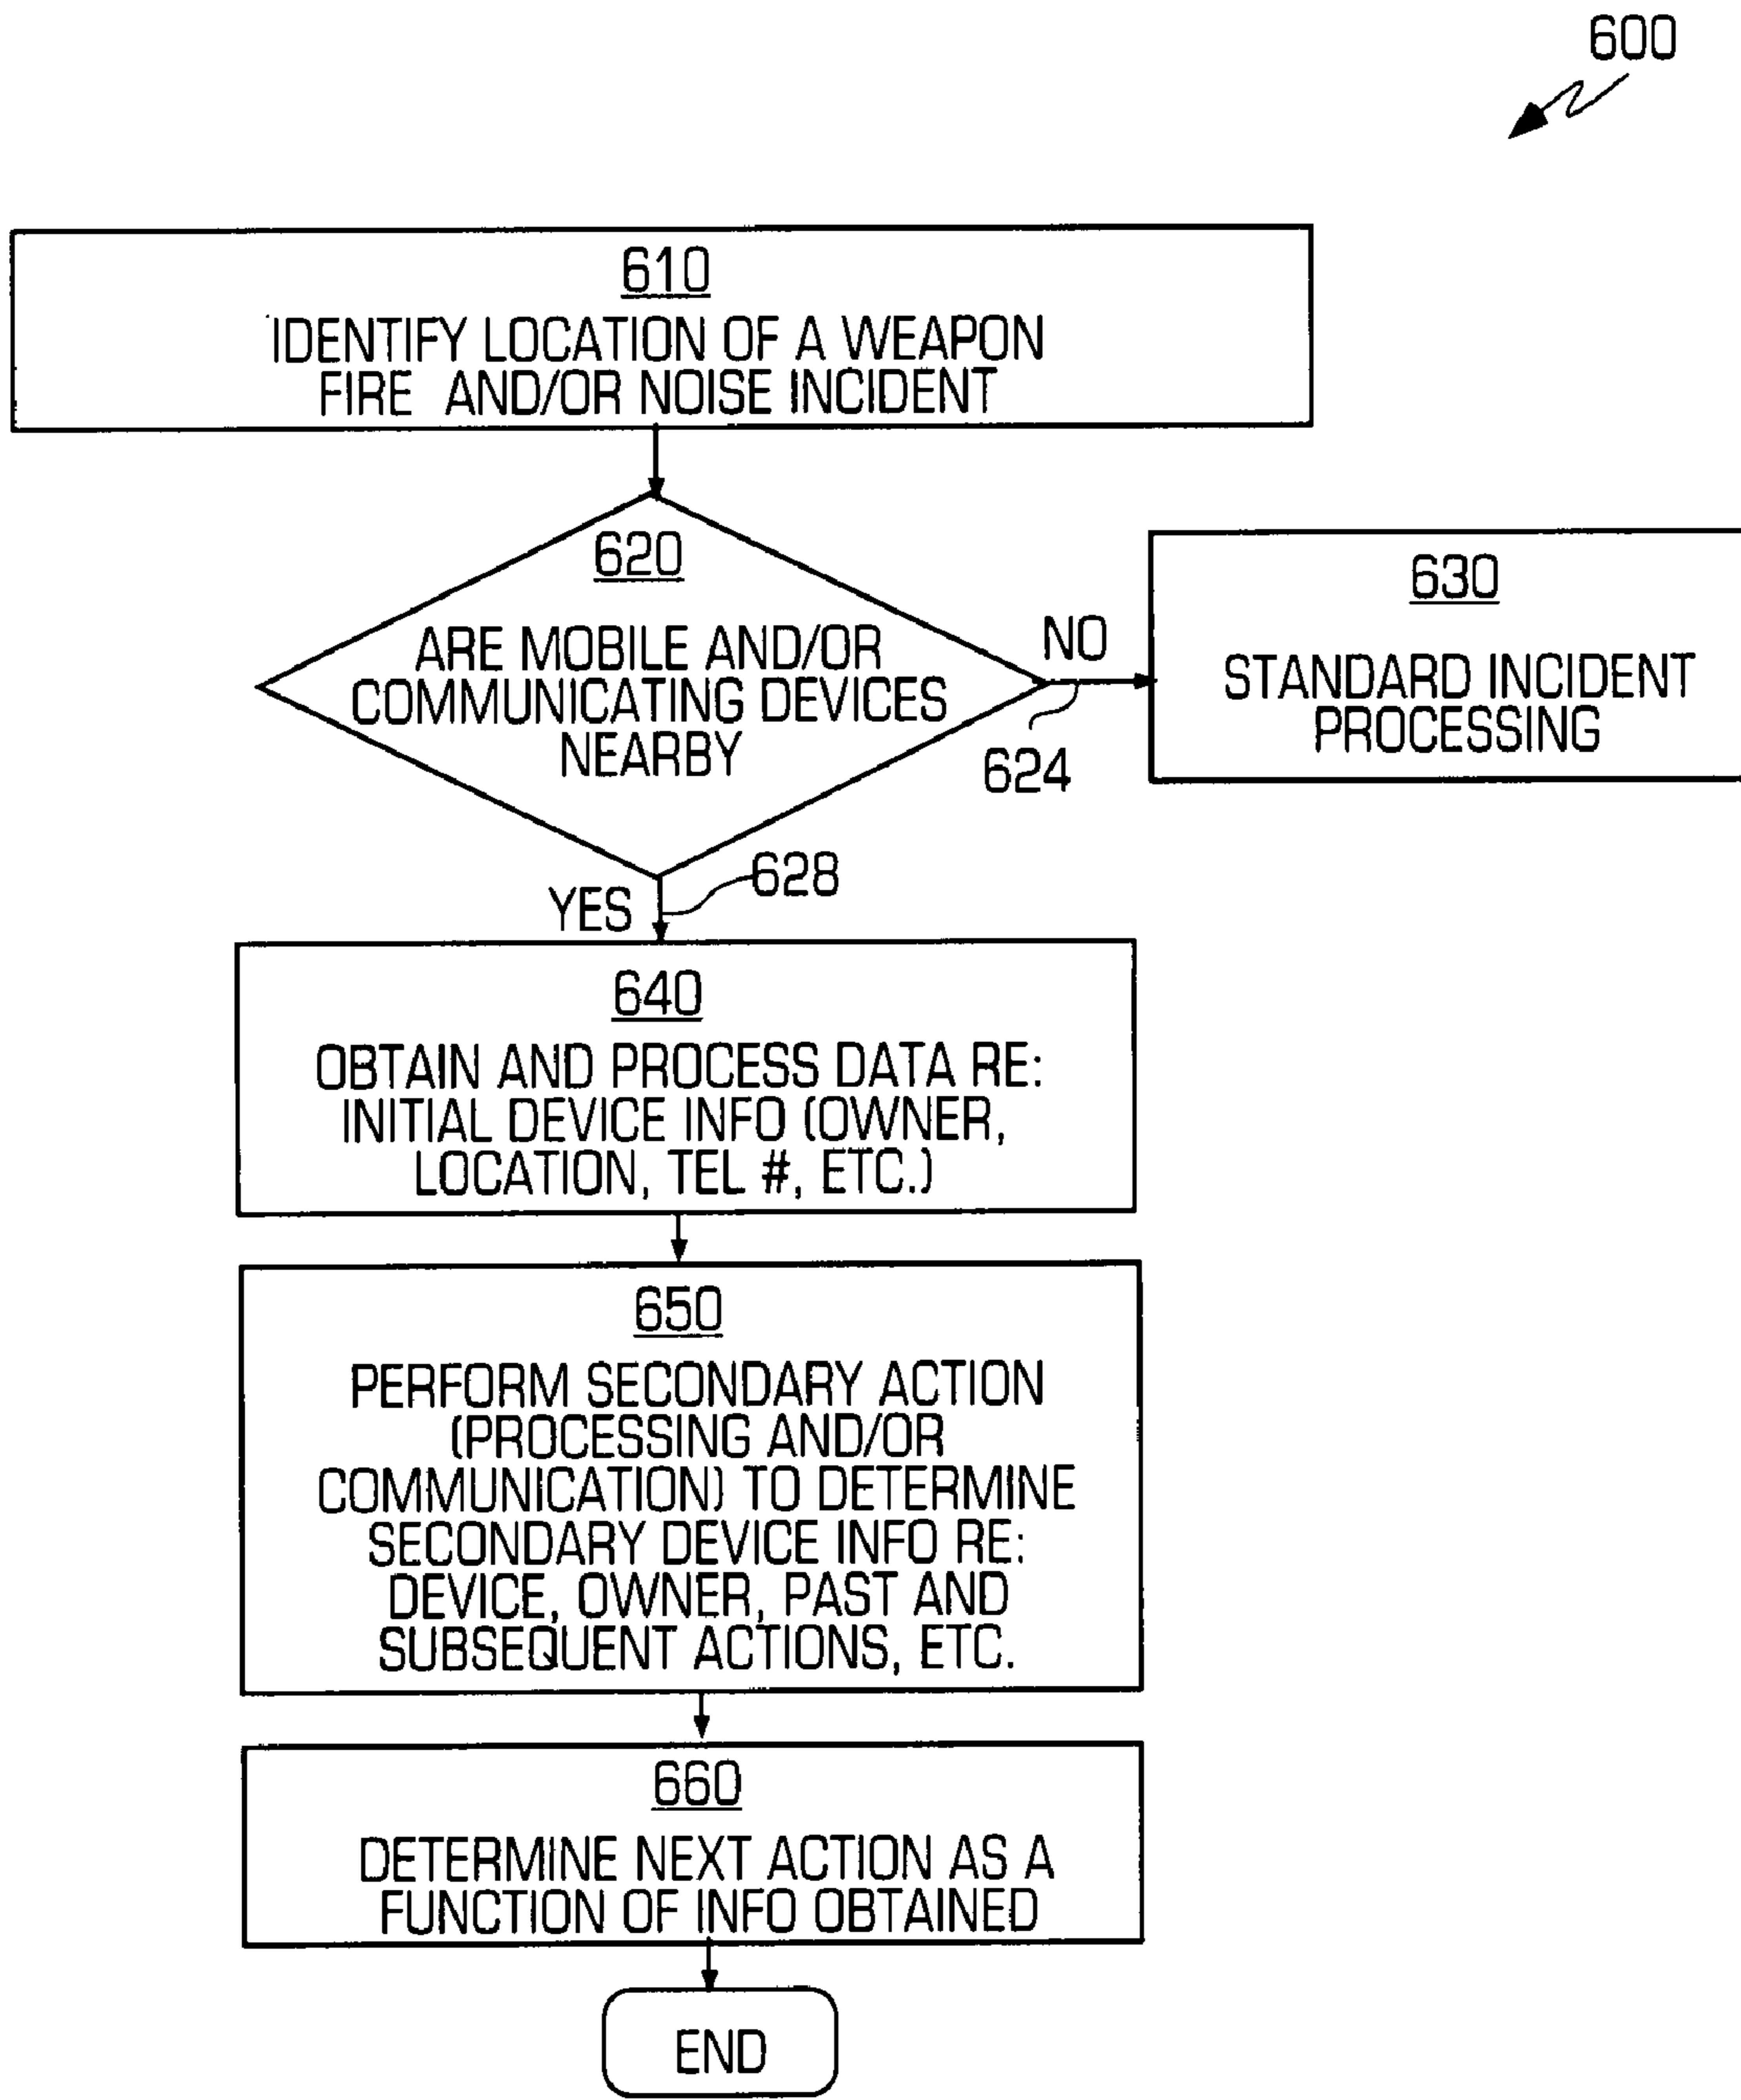 600
610
IDENTIFY LOCATION OF A WEAPON
FIRE AND/OR NOISE INCIDENT
620
ARE MOBILE AND/OR
COMMUNICATING DEVICES
NEARBY
NO
624
630
STANDARD INCIDENT
PROCESSING
YES
628
640
OBTAIN AND PROCESS DATA RE:
INITIAL DEVICE INFO (OWNER,
LOCATION, TEL #, ETC.)
650
PERFORM SECONDARY ACTION
(PROCESSING AND/OR
COMMUNICATION) TO DETERMINE
SECONDARY DEVICE INFO RE:
DEVICE, OWNER, PAST AND
SUBSEQUENT ACTIONS, ETC.
660
DETERMINE NEXT ACTION AS A
FUNCTION OF INFO OBTAINED
END